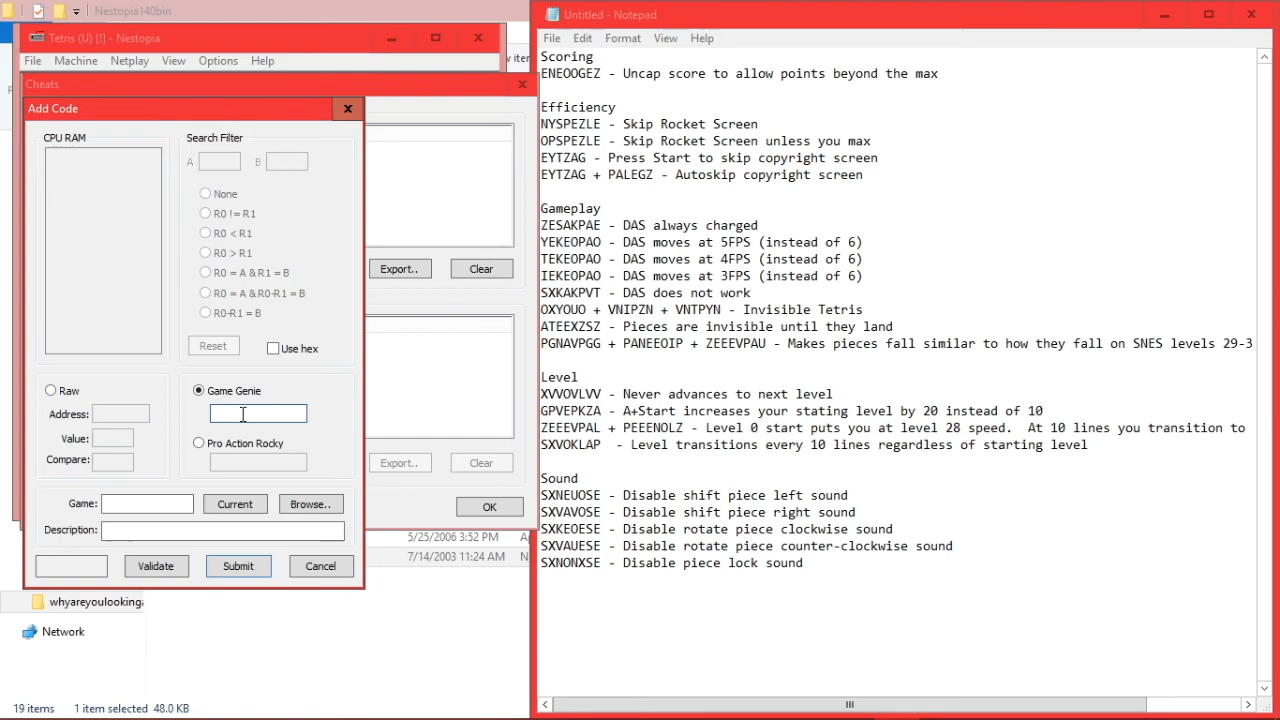 Nestopia140bin
Tetris (U) [!] - Nestopia
File Machine Netplay View Options Help
Cheats
Add Code
CPU RAM
Search Filter
A B
None
R0 != R1
R0 < R1
R0 > R1
R0 = A & R1 = B
R0 = A & R0-R1 = B
R0-R1 = B
Reset
Use hex
Raw
Address:
Value:
Compare:
Game Genie
Pro Action Rocky
Game: Current Browse..
Description:
Validate Submit Cancel
Export.. Clear
Export.. Clear
OK
5/25/2006 3:52 PM
7/14/2003 11:24 AM
Network
19 items 1 item selected 48.0 KB
Untitled - Notepad
File Edit Format View Help
Scoring
ENEOOGEZ - Uncap score to allow points beyond the max
Efficiency
NYSPEZLE - Skip Rocket Screen
OPSPEZLE - Skip Rocket Screen unless you max
EYTZAG - Press Start to skip copyright screen
EYTZAG + PALEGZ - Autoskip copyright screen
Gameplay
ZESAKPAE - DAS always charged
YEKEOPAO - DAS moves at 5FPS (instead of 6)
TEKEOPAO - DAS moves at 4FPS (instead of 6)
IEKEOPAO - DAS moves at 3FPS (instead of 6)
SXKAKPVT - DAS does not work
OXYOUO + VNIPZN + VNTPYN - Invisible Tetris
ATEEXZSZ - Pieces are invisible until they land
PGNAVPGG + PANEEOIP + ZEEEVPAU - Makes pieces fall similar to how they fall on SNES levels 29-3
Level
XVVOVLVV - Never advances to next level
GPVEPKZA - A+Start increases your stating level by 20 instead of 10
ZEEEVPAL + PEEENOLZ - Level 0 start puts you at level 28 speed. At 10 lines you transition to
SXVOKLAP - Level transitions every 10 lines regardless of starting level
Sound
SXNEUOSE - Disable shift piece left sound
SXVAVOSE - Disable shift piece right sound
SXKEOESE - Disable rotate piece clockwise sound
SXVAUESE - Disable rotate piece counter-clockwise sound
SXNONXSE - Disable piece lock sound